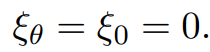 ξ_θ = ξ_0 = 0.